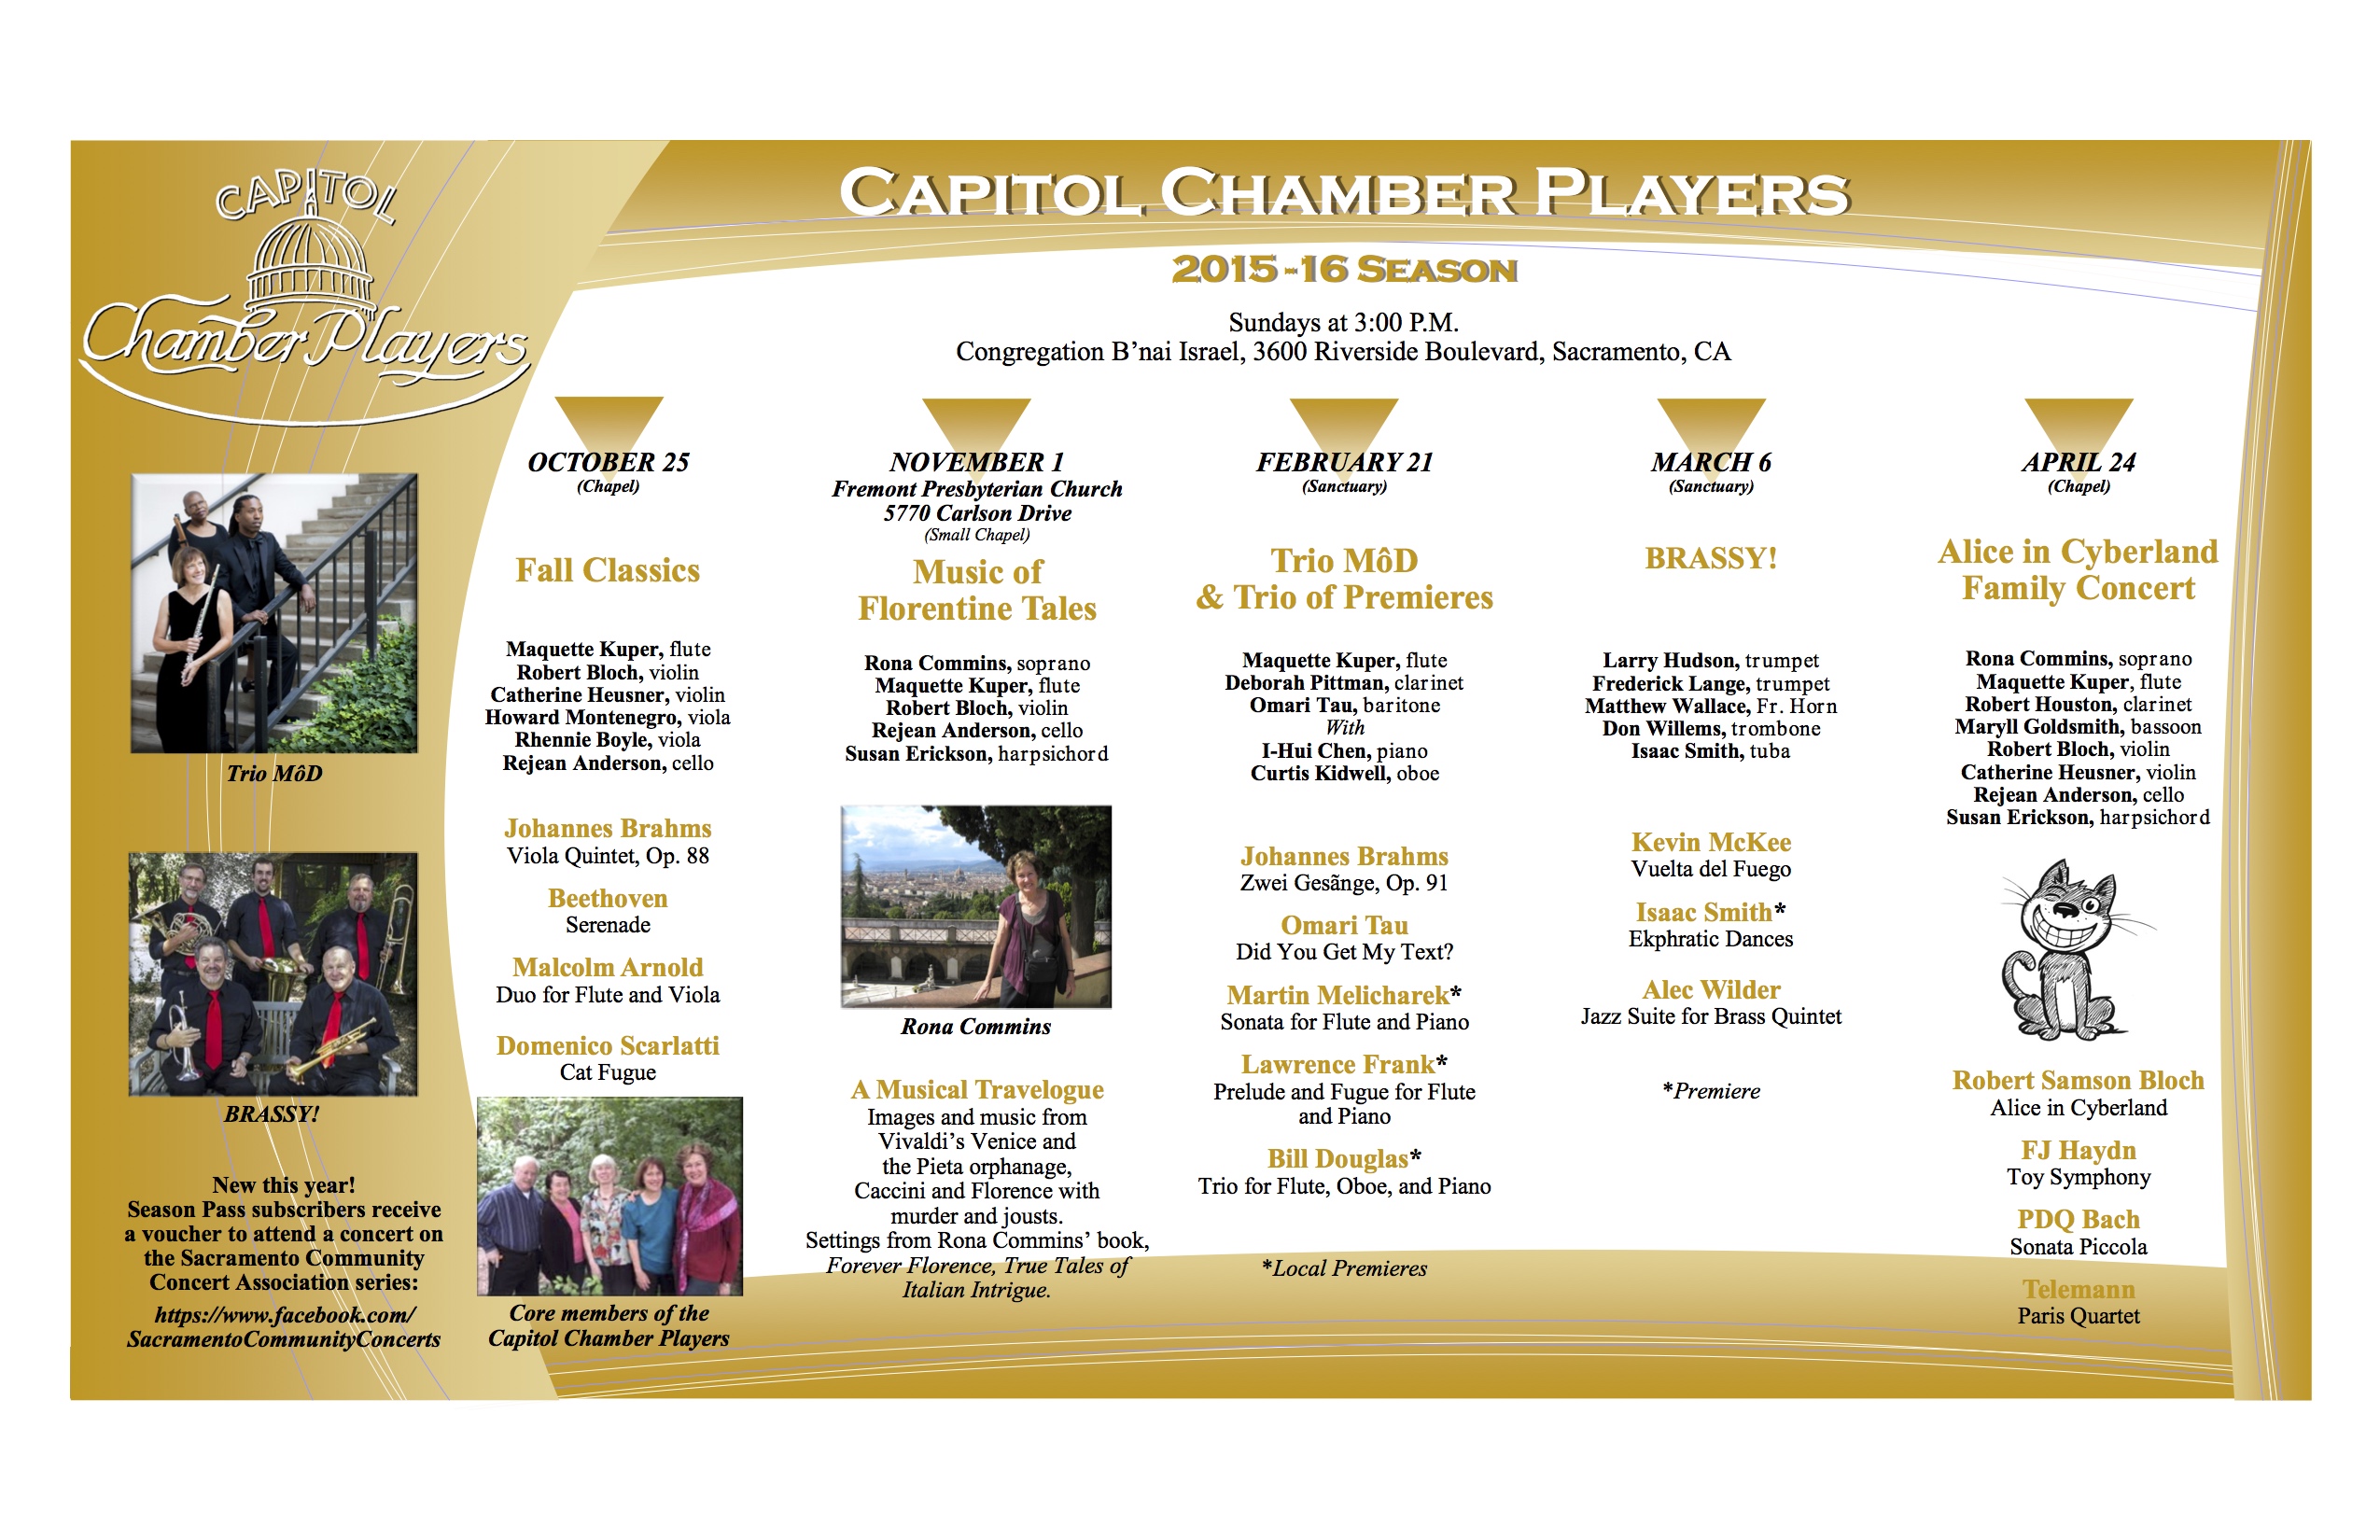 CAPITOL
Chamber Players
CAPITOL CHAMBER PLAYERS
2015-16 SEASON
Sundays at 3:00 P.M.
Congregation B’nai Israel, 3600 Riverside Boulevard, Sacramento, CA
Trio MôD
BRASSY!
New this year!
Season Pass subscribers receive
a voucher to attend a concert on
the Sacramento Community
Concert Association series:
https://www.facebook.com/
SacramentoCommunityConcerts
OCTOBER 25
(Chapel)
Fall Classics
Maquette Kuper, flute
Robert Bloch, violin
Catherine Heusner, violin
Howard Montenegro, viola
Rhennie Boyle, viola
Rejean Anderson, cello
Johannes Brahms
Viola Quintet, Op. 88
Beethoven
Serenade
Malcolm Arnold
Duo for Flute and Viola
Domenico Scarlatti
Cat Fugue
Core members of the
Capitol Chamber Players
NOVEMBER 1
Fremont Presbyterian Church
5770 Carlson Drive
(Small Chapel)
Music of
Florentine Tales
Rona Commins, soprano
Maquette Kuper, flute
Robert Bloch, violin
Rejean Anderson, cello
Susan Erickson, harpsichord
Rona Commins
A Musical Travelogue
Images and music from
Vivaldi’s Venice and
the Pieta orphanage,
Caccini and Florence with
murder and jousts.
Settings from Rona Commins’ book,
Forever Florence, True Tales of
Italian Intrigue.
FEBRUARY 21
(Sanctuary)
Trio MôD
& Trio of Premieres
Maquette Kuper, flute
Deborah Pittman, clarinet
Omari Tau, baritone
With
I-Hui Chen, piano
Curtis Kidwell, oboe
Johannes Brahms
Zwei Gesãnge, Op. 91
Omari Tau
Did You Get My Text?
Martin Melicharek*
Sonata for Flute and Piano
Lawrence Frank*
Prelude and Fugue for Flute
and Piano
Bill Douglas*
Trio for Flute, Oboe, and Piano
*Local Premieres
MARCH 6
(Sanctuary)
BRASSY!
Larry Hudson, trumpet
Frederick Lange, trumpet
Matthew Wallace, Fr. Horn
Don Willems, trombone
Isaac Smith, tuba
Kevin McKee
Vuelta del Fuego
Isaac Smith*
Ekphratic Dances
Alec Wilder
Jazz Suite for Brass Quintet
*Premiere
APRIL 24
(Chapel)
Alice in Cyberland
Family Concert
Rona Commins, soprano
Maquette Kuper, flute
Robert Houston, clarinet
Maryll Goldsmith, bassoon
Robert Bloch, violin
Catherine Heusner, violin
Rejean Anderson, cello
Susan Erickson, harpsichord
Robert Samson Bloch
Alice in Cyberland
FJ Haydn
Toy Symphony
PDQ Bach
Sonata Piccola
Telemann
Paris Quartet